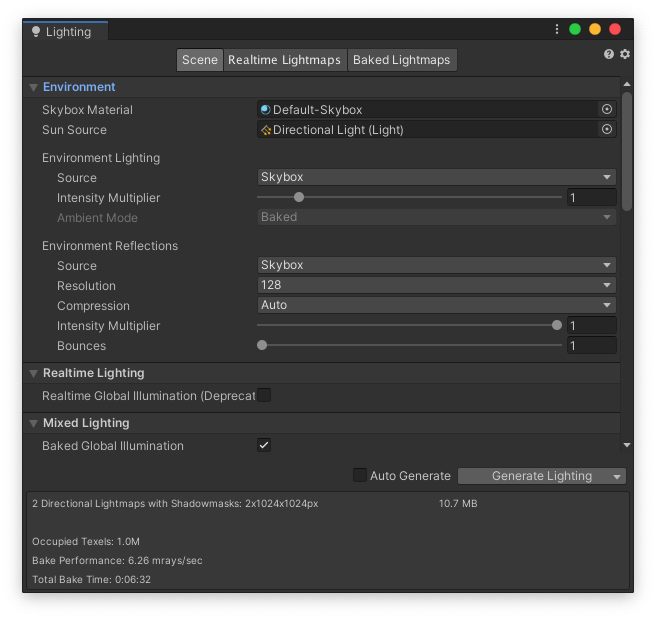 Lighting
Scene Realtime Lightmaps Baked Lightmaps
Environment
Skybox Material Default-Skybox
Sun Source Directional Light (Light)
Environment Lighting
Source Skybox
Intensity Multiplier 1
Ambient Mode Baked
Environment Reflections
Source Skybox
Resolution 128
Compression Auto
Intensity Multiplier 1
Bounces 1
Realtime Lighting
Realtime Global Illumination (Deprecat
Mixed Lighting
Baked Global Illumination
Auto Generate Generate Lighting
2 Directional Lightmaps with Shadowmasks: 2x1024x1024px 10.7 MB
Occupied Texels: 1.0M
Bake Performance: 6.26 mrays/sec
Total Bake Time: 0:06:32